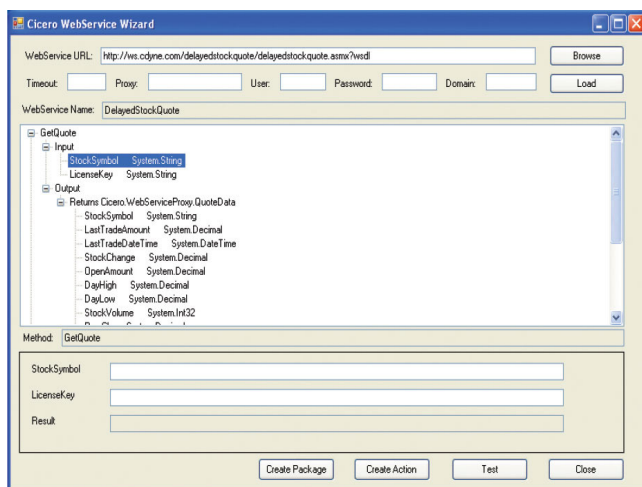 Cicero WebService Wizard
WebService URL: http://ws.cdyne.com/delayedstockquote/delayedstockquote.asmx?wsdl Browse
Timeout: Proxy: User: Password: Domain: Load
WebService Name: DelayedStockQuote
GetQuote
Input
StockSymbol System.String
LicenseKey System.String
Output
Returns Cicero.WebServiceProxy.QuoteData
StockSymbol System.String
LastTradeAmount System.Decimal
LastTradeDateTime System.DateTime
StockChange System.Decimal
OpenAmount System.Decimal
DayHigh System.Decimal
DayLow System.Decimal
StockVolume System.Int32
Method: GetQuote
StockSymbol
LicenseKey
Result
Create Package Create Action Test Close